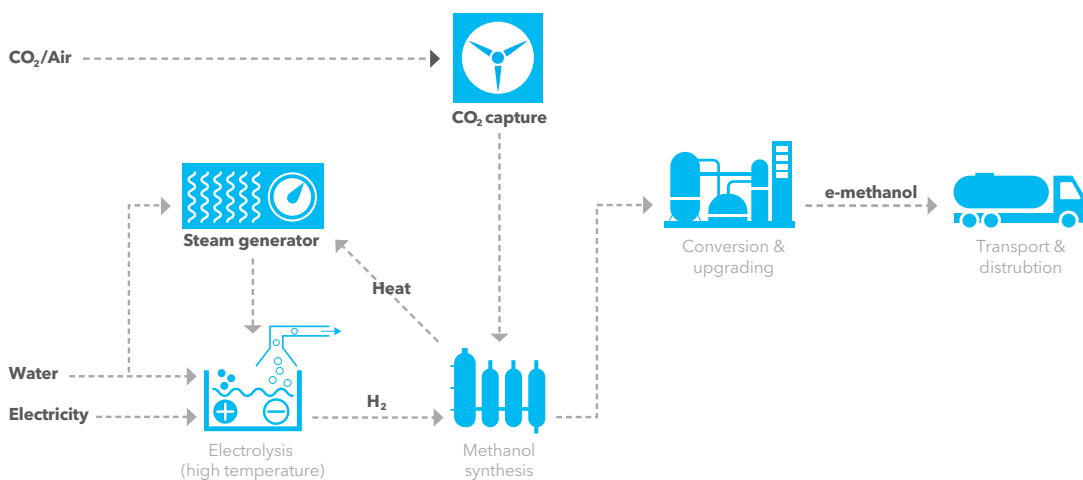 CO₂/Air
CO₂ capture
Steam generator
Heat
e-methanol
Conversion &
upgrading
Transport &
distrubtion
Water
Electricity
H₂
Electrolysis
(high temperature)
Methanol
synthesis